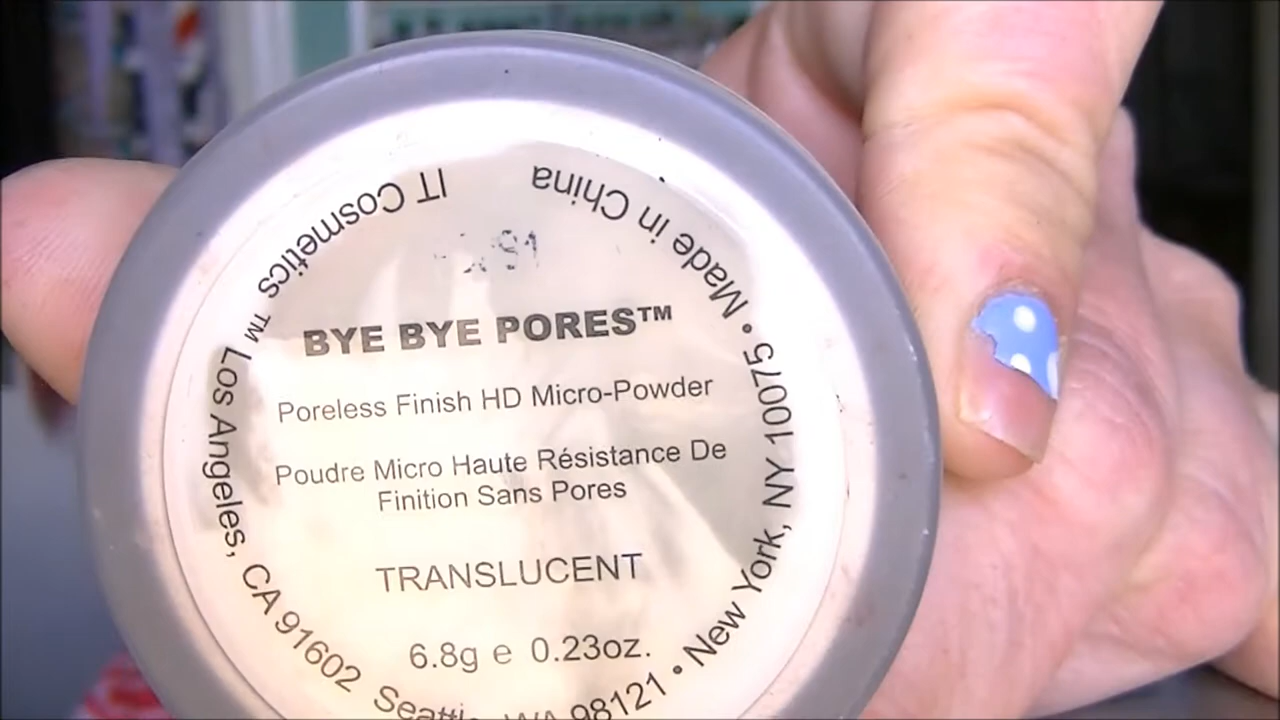 BYE BYE PORES™
Poreless Finish HD Micro-Powder
Poudre Micro Haute Résistance De
Finition Sans Pores
TRANSLUCENT
6.8g e 0.23oz.
IT Cosmetics ™ Los Angeles, CA 91602 WA 98121 • New York, NY 10075 • Made in China